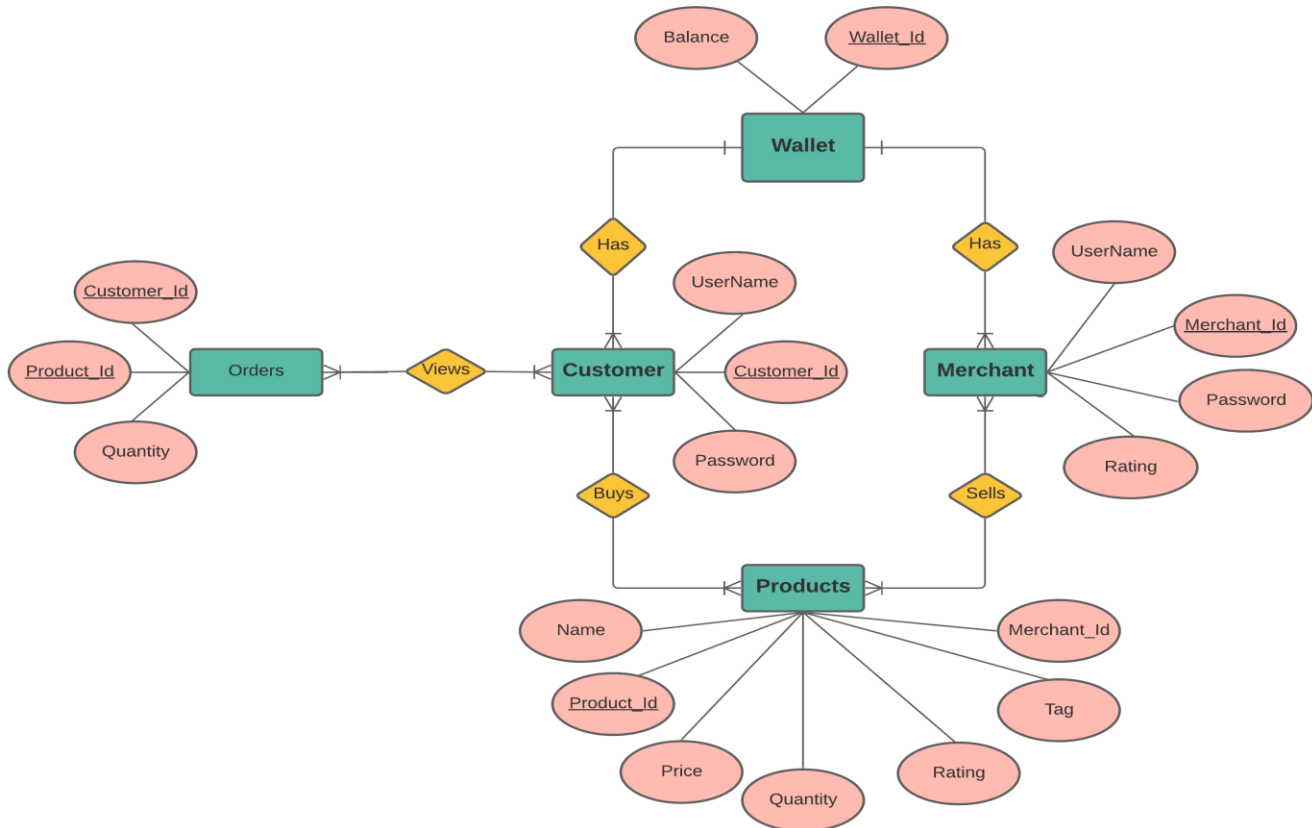 Balance
Wallet_Id
Wallet
Has
Has
UserName
UserName
Customer_Id
Merchant_Id
Product_Id
Orders
Views
Customer
Customer_Id
Merchant
Password
Quantity
Password
Rating
Buys
Sells
Products
Name
Merchant_Id
Product_Id
Tag
Price
Rating
Quantity